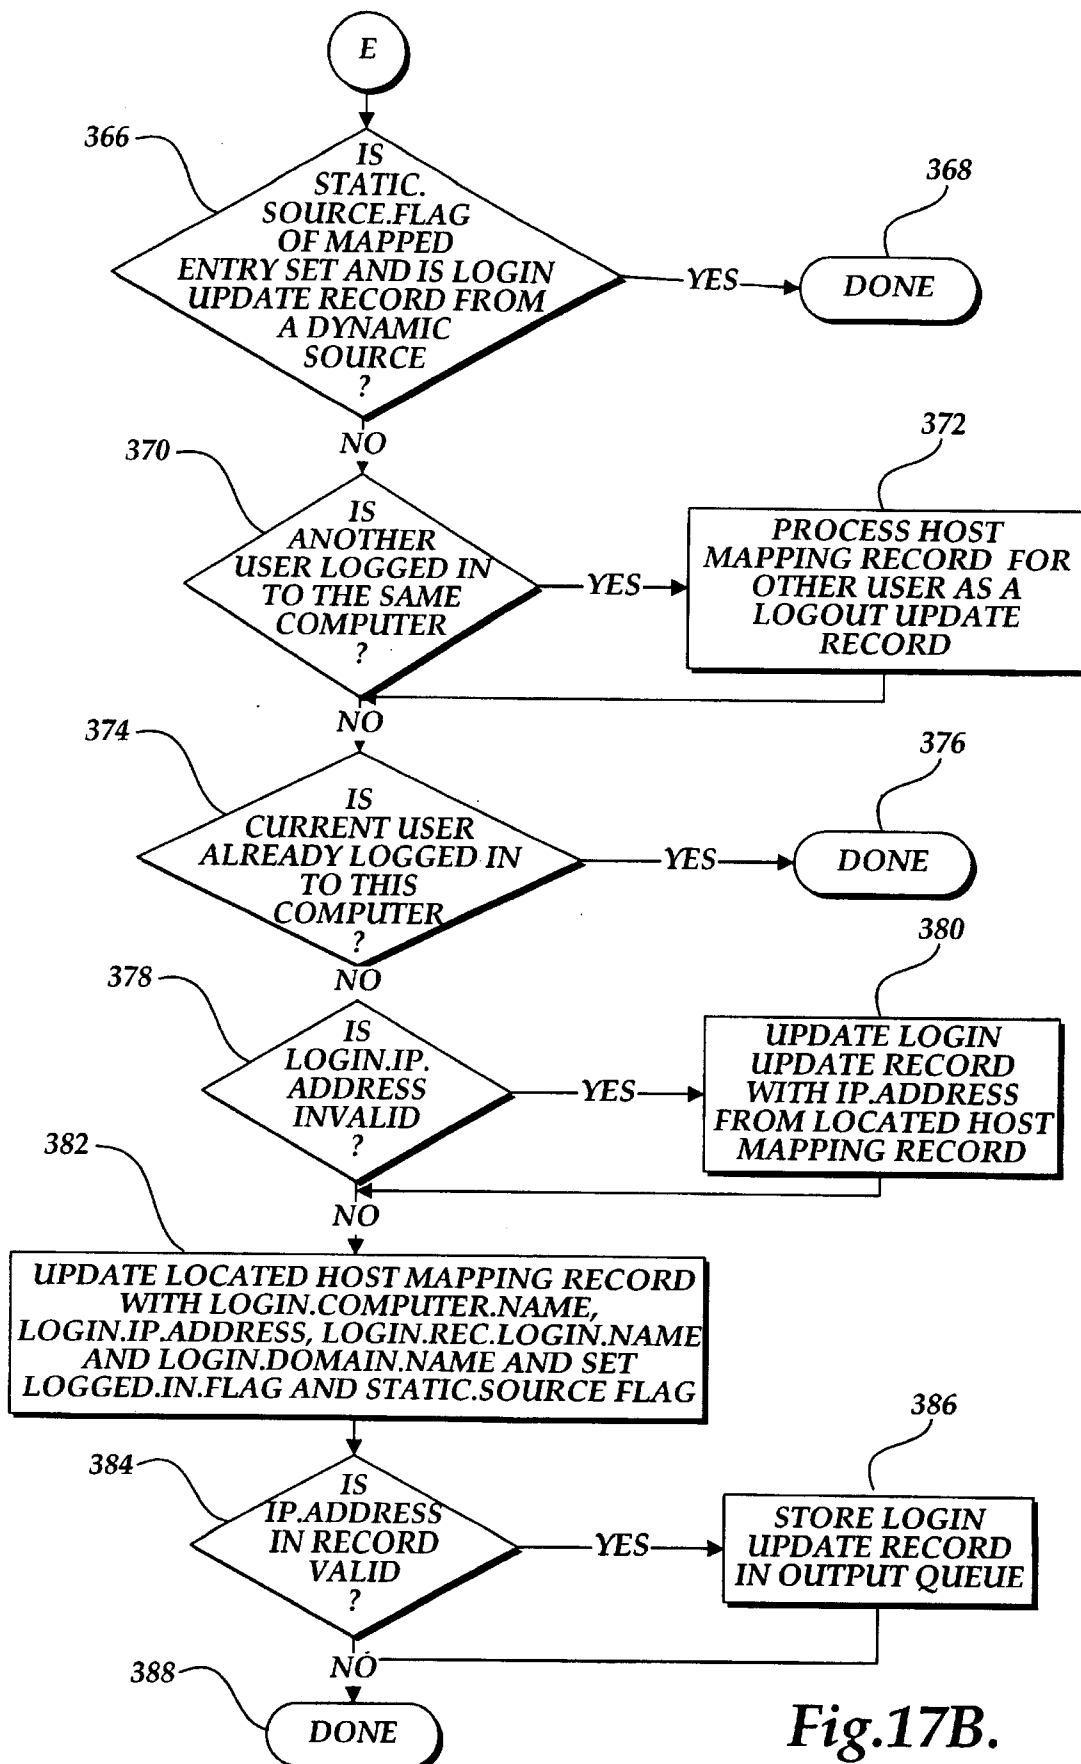 E
366
IS
STATIC.
SOURCE.FLAG
OF MAPPED
ENTRY SET AND IS LOGIN
UPDATE RECORD FROM
A DYNAMIC
SOURCE
?
YES
368
DONE
NO
370
IS
ANOTHER
USER LOGGED IN
TO THE SAME
COMPUTER
?
YES
372
PROCESS HOST
MAPPING RECORD FOR
OTHER USER AS A
LOGOUT UPDATE
RECORD
NO
374
IS
CURRENT USER
ALREADY LOGGED IN
TO THIS
COMPUTER
?
YES
376
DONE
NO
378
IS
LOGIN.IP.
ADDRESS
INVALID
?
YES
380
UPDATE LOGIN
UPDATE RECORD
WITH IP.ADDRESS
FROM LOCATED HOST
MAPPING RECORD
NO
382
UPDATE LOCATED HOST MAPPING RECORD
WITH LOGIN.COMPUTER.NAME,
LOGIN.IP.ADDRESS, LOGIN.REC.LOGIN.NAME
AND LOGIN.DOMAIN.NAME AND SET
LOGGED.IN.FLAG AND STATIC.SOURCE FLAG
384
IS
IP.ADDRESS
IN RECORD
VALID
?
YES
386
STORE LOGIN
UPDATE RECORD
IN OUTPUT QUEUE
NO
388
DONE
Fig.17B.